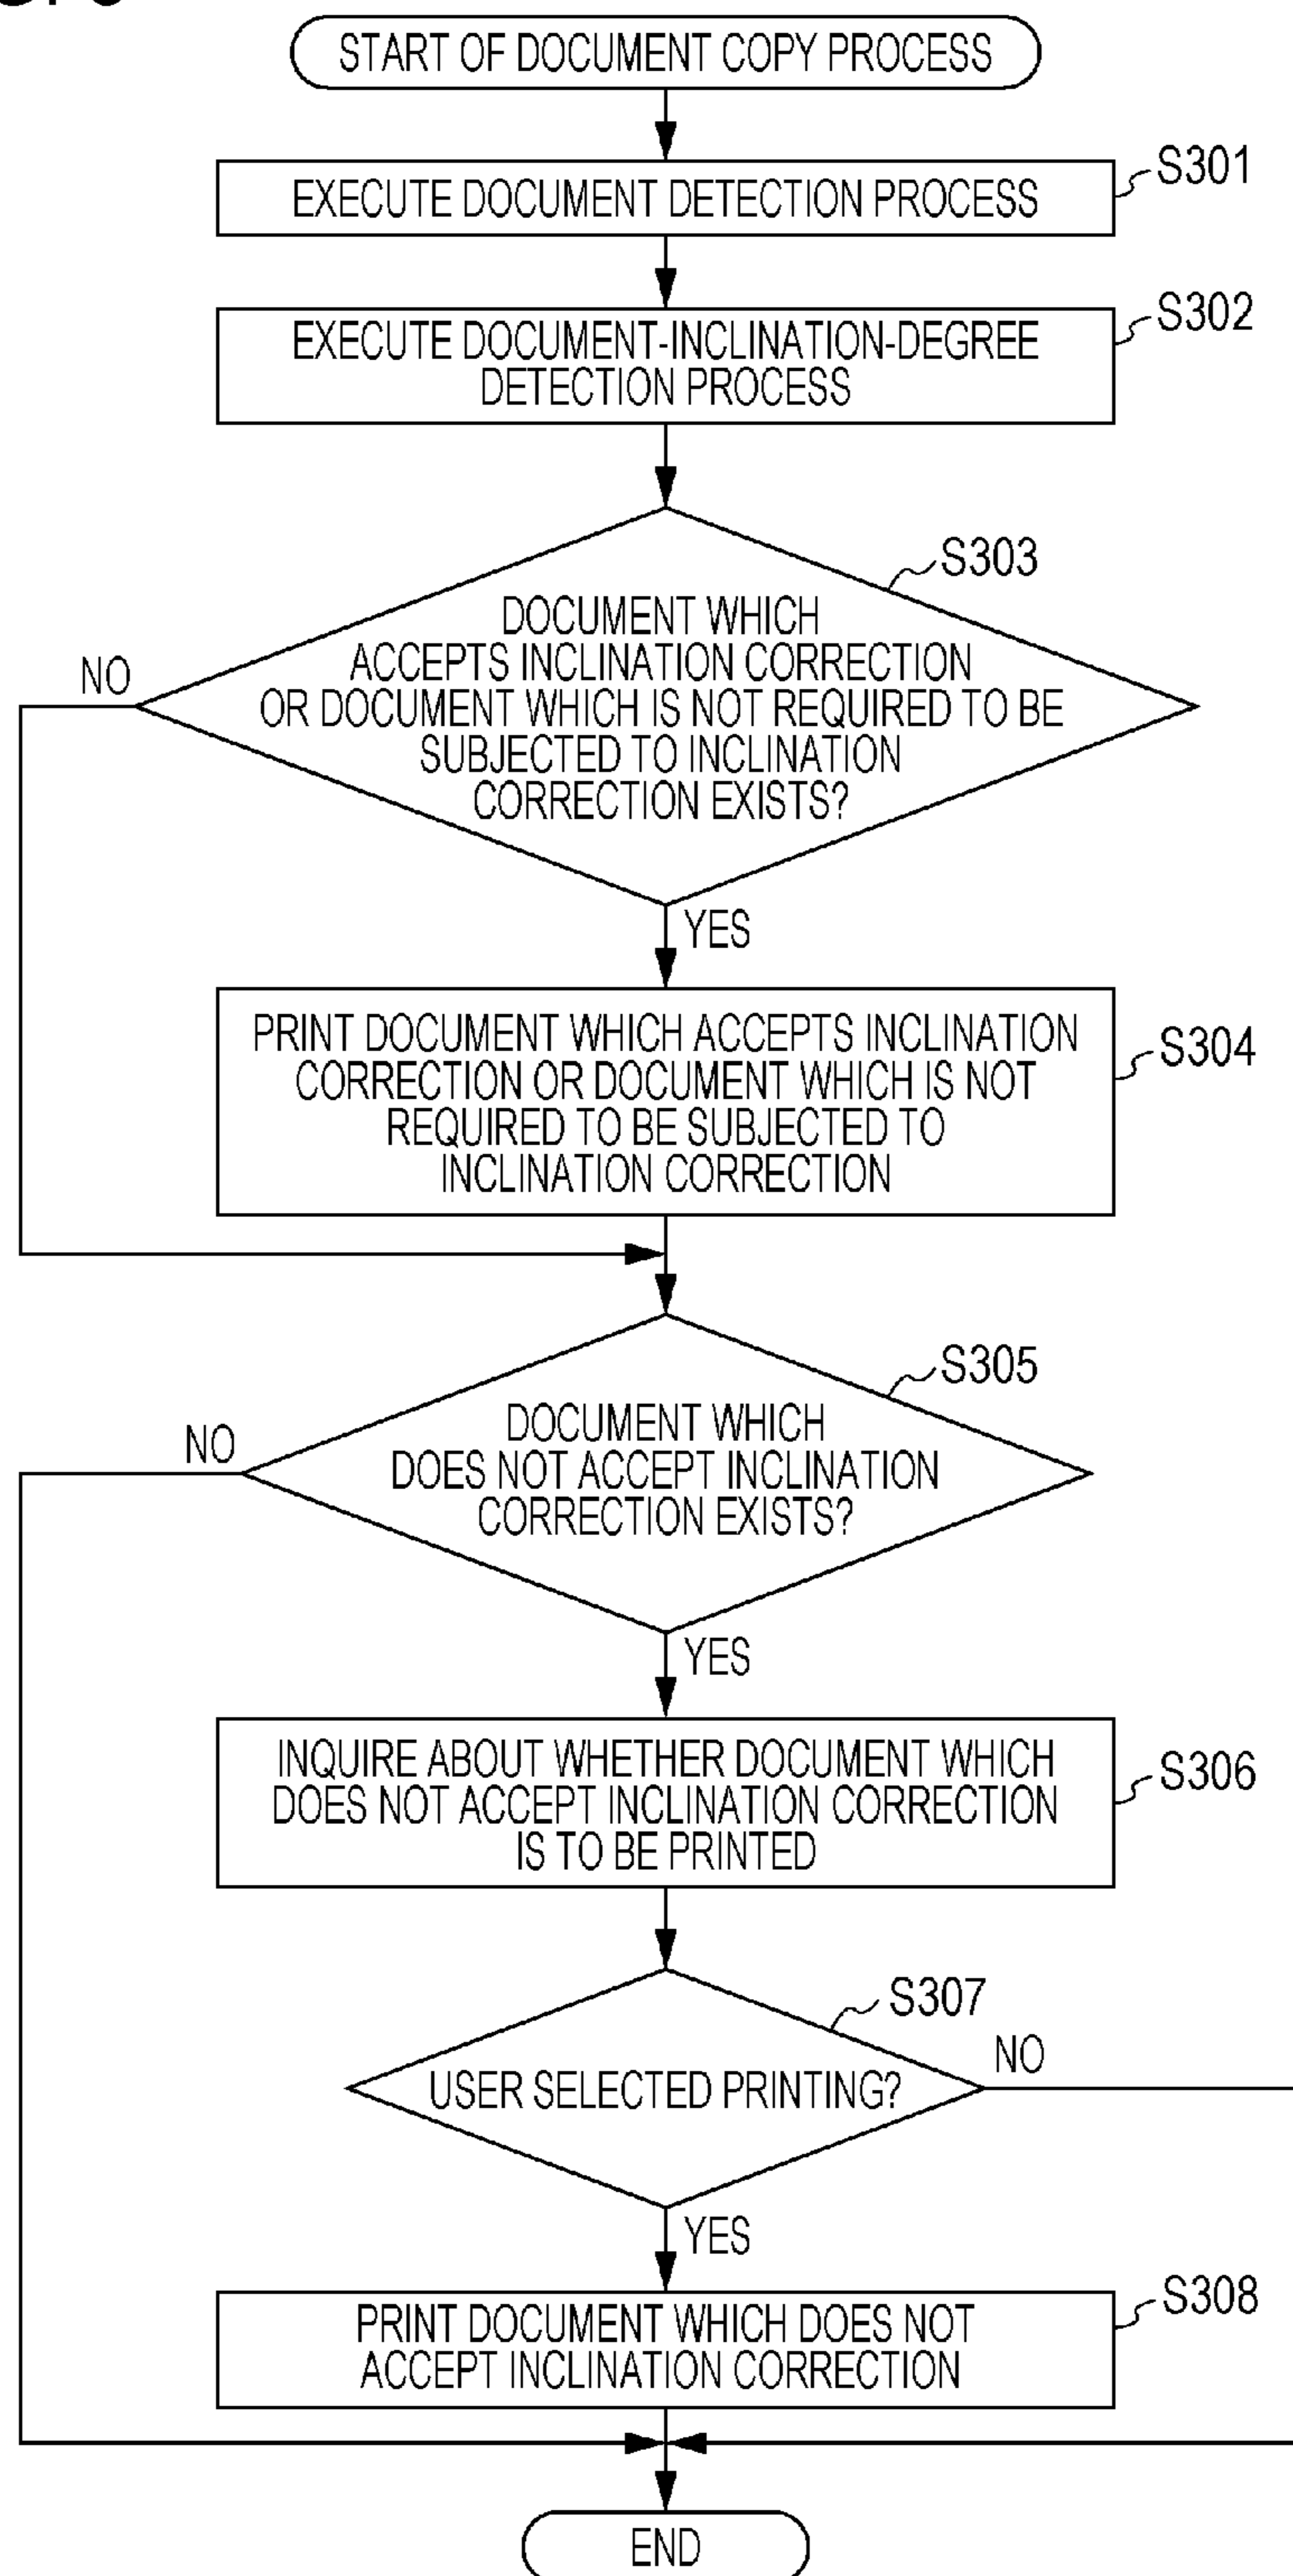 START OF DOCUMENT COPY PROCESS
S301
EXECUTE DOCUMENT DETECTION PROCESS
S302
EXECUTE DOCUMENT-INCLINATION-DEGREE
DETECTION PROCESS
S303
DOCUMENT WHICH
ACCEPTS INCLINATION CORRECTION
OR DOCUMENT WHICH IS NOT REQUIRED TO BE
SUBJECTED TO INCLINATION
CORRECTION EXISTS?
NO
YES
S304
PRINT DOCUMENT WHICH ACCEPTS INCLINATION
CORRECTION OR DOCUMENT WHICH IS NOT
REQUIRED TO BE SUBJECTED TO
INCLINATION CORRECTION
S305
DOCUMENT WHICH
DOES NOT ACCEPT INCLINATION
CORRECTION EXISTS?
NO
YES
S306
INQUIRE ABOUT WHETHER DOCUMENT WHICH
DOES NOT ACCEPT INCLINATION CORRECTION
IS TO BE PRINTED
S307
USER SELECTED PRINTING?
NO
YES
S308
PRINT DOCUMENT WHICH DOES NOT
ACCEPT INCLINATION CORRECTION
END